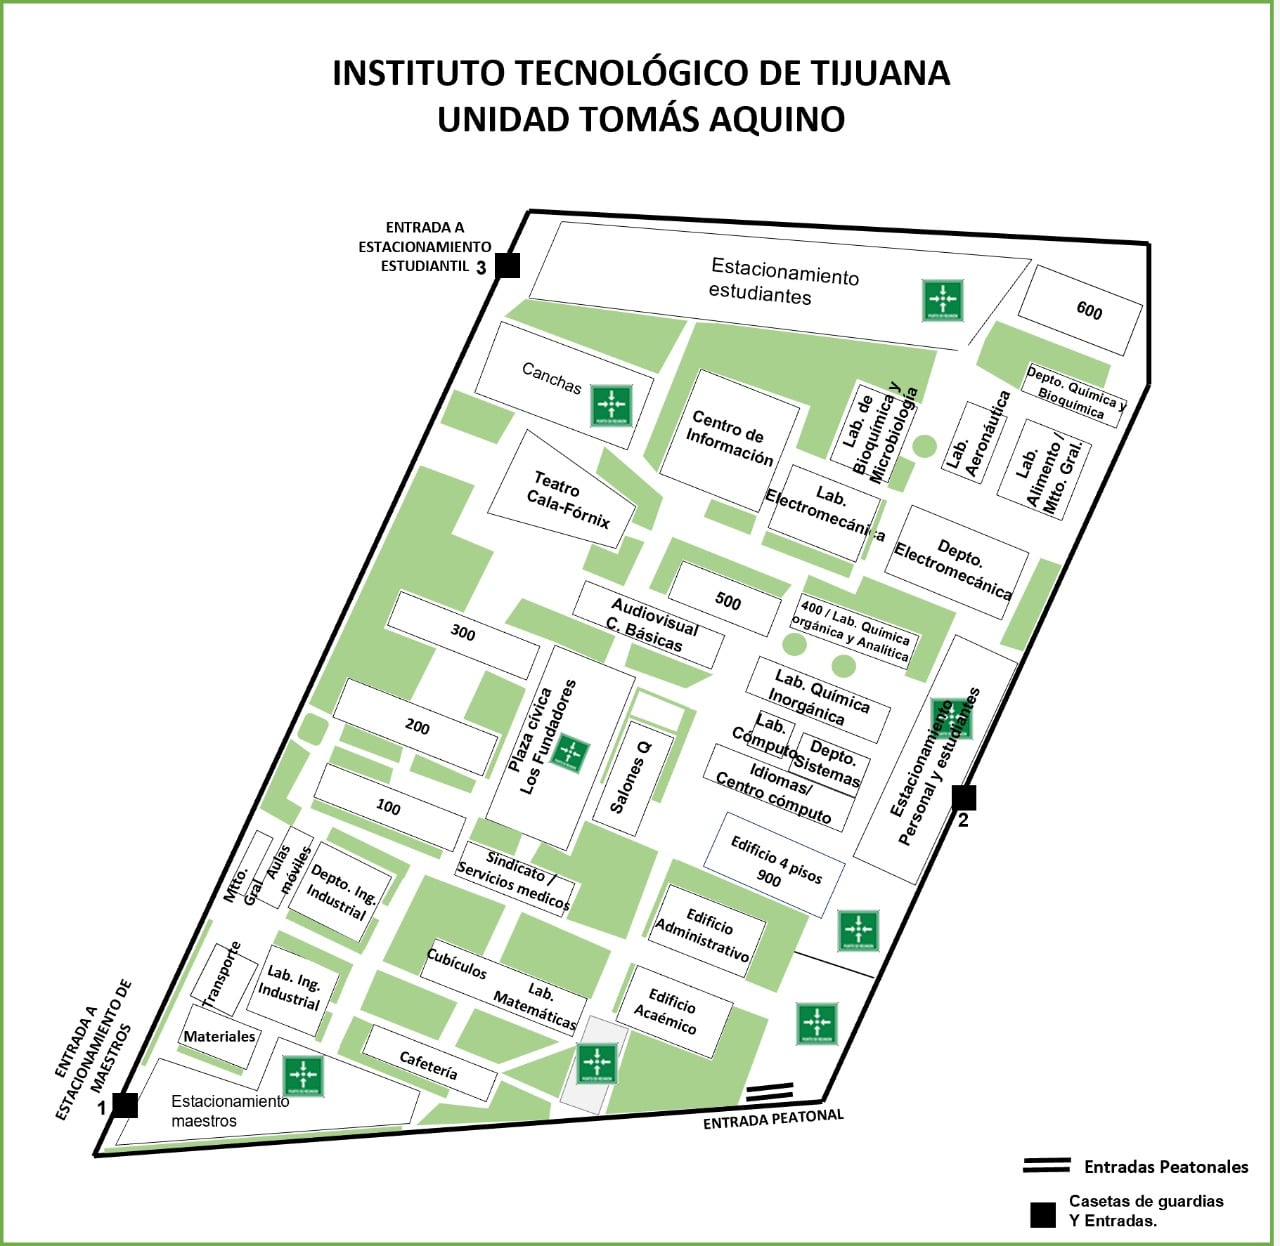 INSTITUTO TECNOLÓGICO DE TIJUANA
UNIDAD TOMÁS AQUINO
ENTRADA A
ESTACIONAMIENTO
ESTUDIANTIL 3
Estacionamiento
estudiantes
600
Canchas
Depto. Química y
Bioquímica
Centro de
Información
Lab. de
Bioquímica y
Microbiología
Lab.
Aeronáutica
Lab.
Alimento /
Mtto. Gral.
Teatro
Cala-Fórnix
Lab.
Electromecánica
Depto.
Electromecánica
500
Audiovisual
C. Básicas
400 / Lab. Química
orgánica y Analítica
300
Lab. Química
Inorgánica
200
Plaza cívica
Los Fundadores
Salones Q
Lab.
Cómputo
Depto.
Sistemas
Idiomas/
Centro cómputo
Estacionamiento
Personal y estudiantes
2
100
Edificio 4 pisos
900
Mtto.
Gral
Aulas
móviles
Depto. Ing.
Industrial
Sindicato /
Servicios medicos
Edificio
Administrativo
Transporte
Lab. Ing.
Industrial
Cubículos
Lab.
Matemáticas
Edificio
Acaémico
Materiales
Cafetería
ENTRADA A
ESTACIONAMIENTO DE
MAESTROS
1
Estacionamiento
maestros
ENTRADA PEATONAL
Entradas Peatonales
Casetas de guardias
Y Entradas.